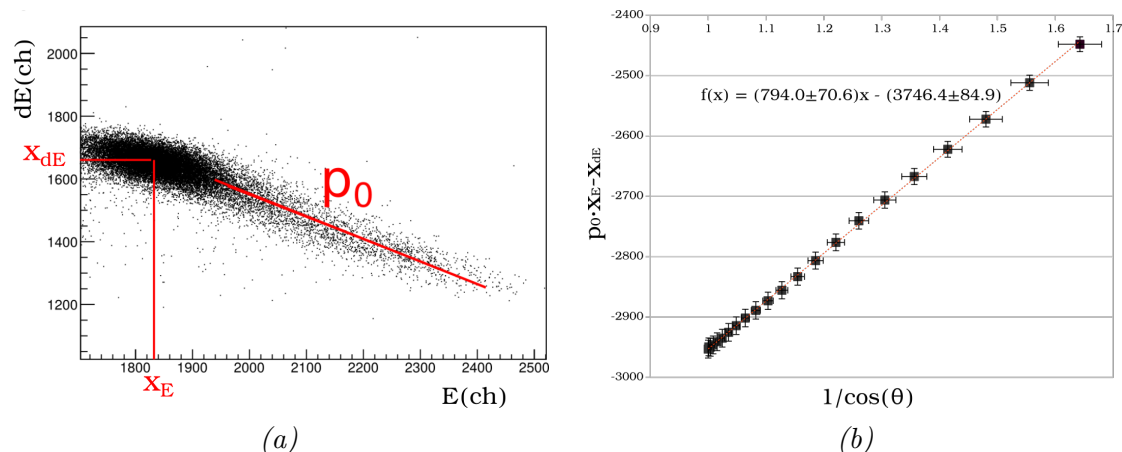 dE(ch)
2000
1800
1600
1400
1200
x_dE
p_0
1800 1900 2000 2100 2200 2300 2400 2500
x_E
E(ch)
(a)
p₀·x_E-x_dE
-2400
-2500
-2600
-2700
-2800
-2900
-3000
0.9 1 1.1 1.2 1.3 1.4 1.5 1.6 1.7
f(x) = (794.0±70.6)x - (3746.4±84.9)
1/cos(θ)
(b)